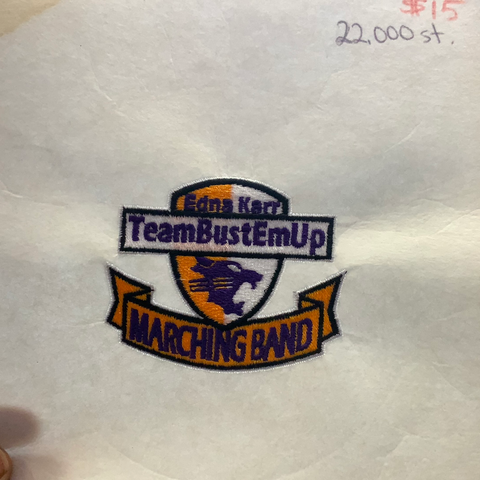 $15
22,000 st.
Edna Karr
TeamBustEmUp
MARCHING BAND